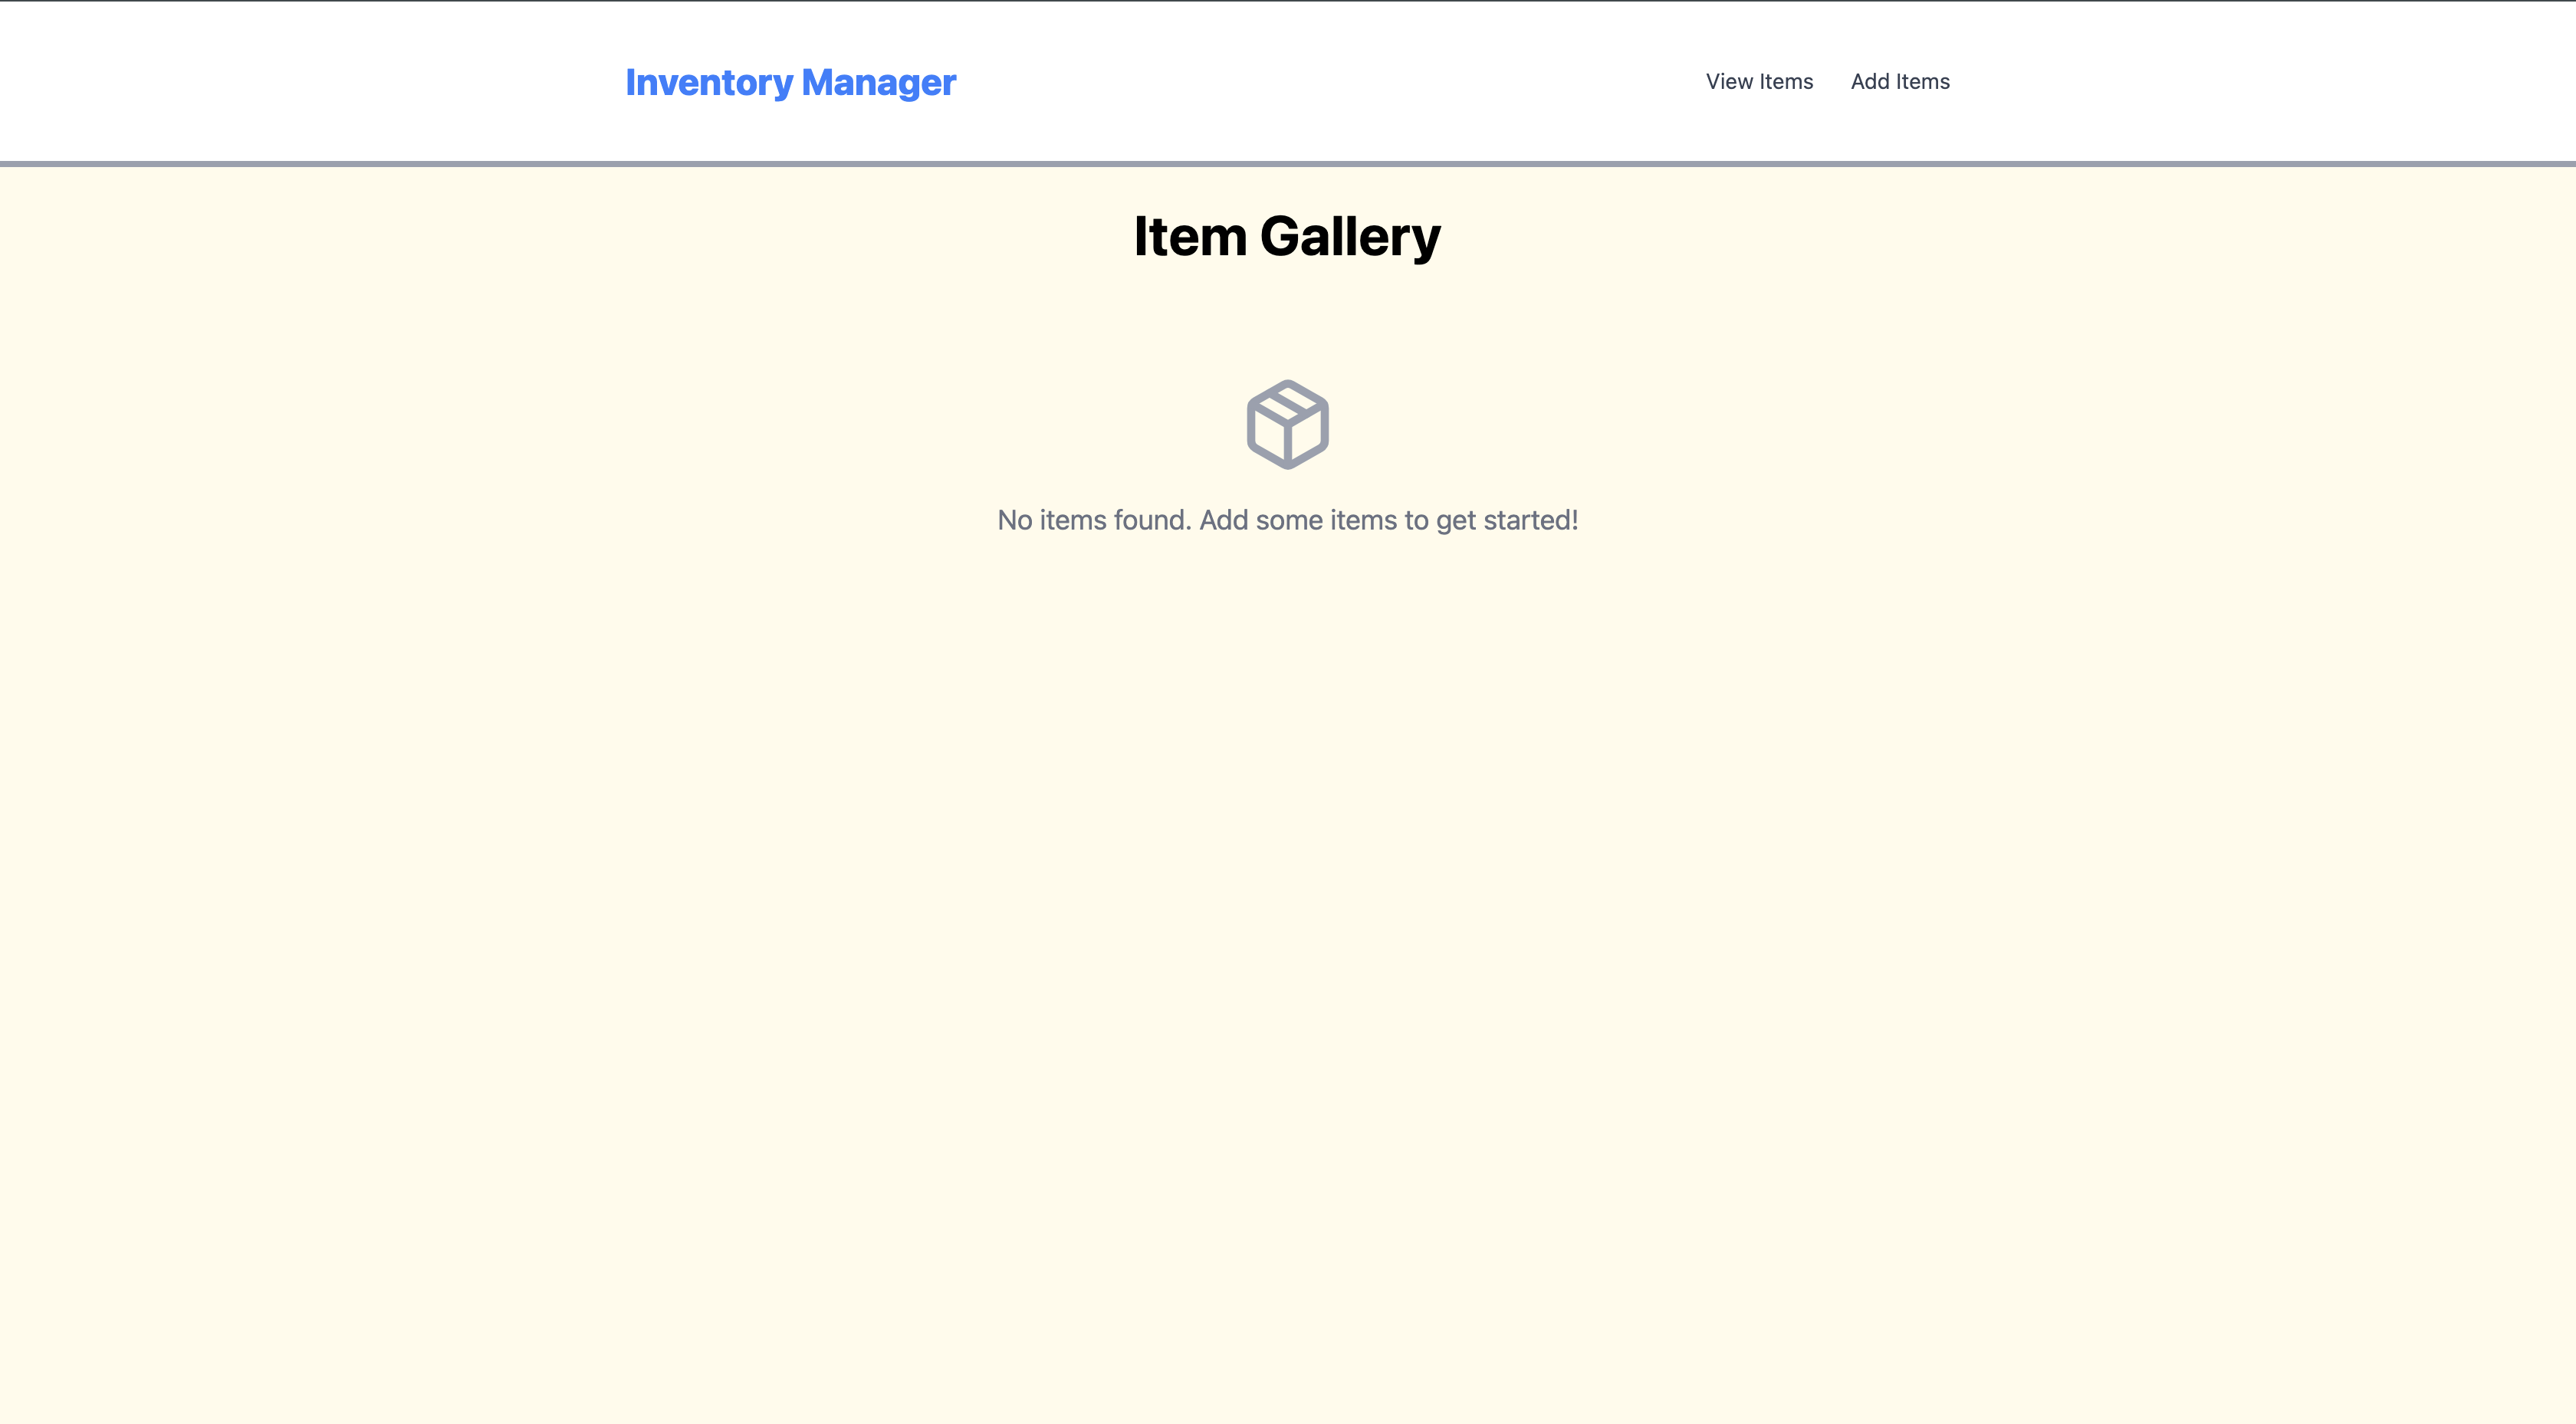 Inventory Manager
View Items
Add Items
Item Gallery
No items found. Add some items to get started!